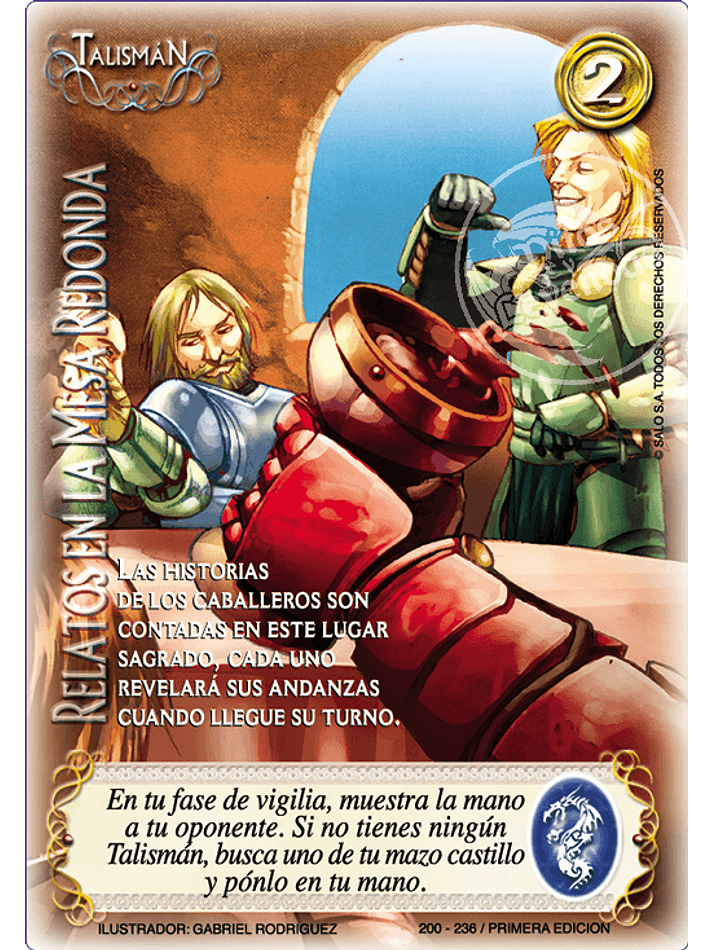 TALISMÁN
2
RELATOS EN LA MESA REDONDA
© SALO S.A. TODOS LOS DERECHOS RESERVADOS
LAS HISTORIAS
DE LOS CABALLEROS SON
CONTADAS EN ESTE LUGAR
SAGRADO, CADA UNO
REVELARÁ SUS ANDANZAS
CUANDO LLEGUE SU TURNO.
En tu fase de vigilia, muestra la mano
a tu oponente. Si no tienes ningún
Talismán, busca uno de tu mazo castillo
y pónlo en tu mano.
ILUSTRADOR: GABRIEL RODRIGUEZ
200 - 236 / PRIMERA EDICION